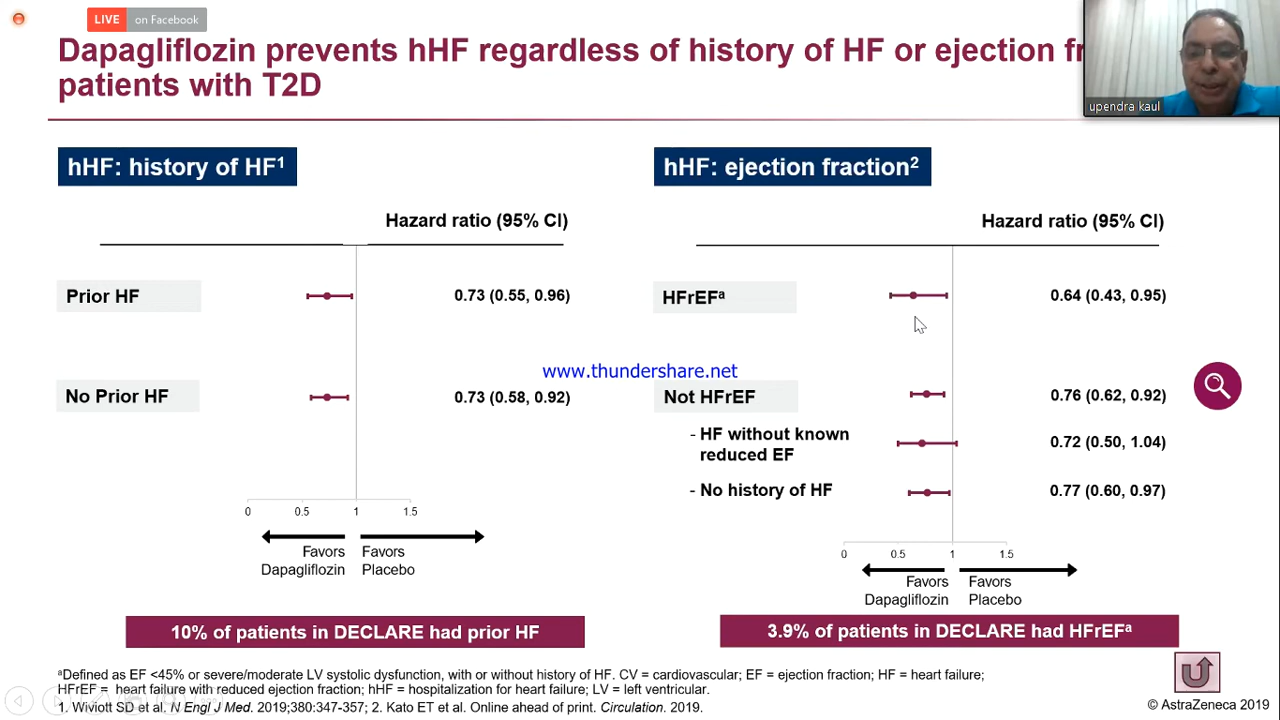 LIVE on Facebook
Dapagliflozin prevents hHF regardless of history of HF or ejection
patients with T2D
upendra kaul
hHF: history of HF1
Hazard ratio (95% CI)
Prior HF
0.73 (0.55, 0.96)
No Prior HF
0.73 (0.58, 0.92)
0 0.5 1 1.5
Favors Favors
Dapagliflozin Placebo
10% of patients in DECLARE had prior HF
hHF: ejection fraction2
Hazard ratio (95% CI)
HFrEFa
0.64 (0.43, 0.95)
www.thundershare.net
Not HFrEF
0.76 (0.62, 0.92)
- HF without known
reduced EF
0.72 (0.50, 1.04)
- No history of HF
0.77 (0.60, 0.97)
0 0.5 1 1.5
Favors Favors
Dapagliflozin Placebo
3.9% of patients in DECLARE had HFrEFa
aDefined as EF <45% or severe/moderate LV systolic dysfunction, with or without history of HF. CV = cardiovascular; EF = ejection fraction; HF = heart failure;
HFrEF = heart failure with reduced ejection fraction; hHF = hospitalization for heart failure; LV = left ventricular.
1. Wiviott SD et al. N Engl J Med. 2019;380:347-357; 2. Kato ET et al. Online ahead of print. Circulation. 2019.
© AstraZeneca 2019